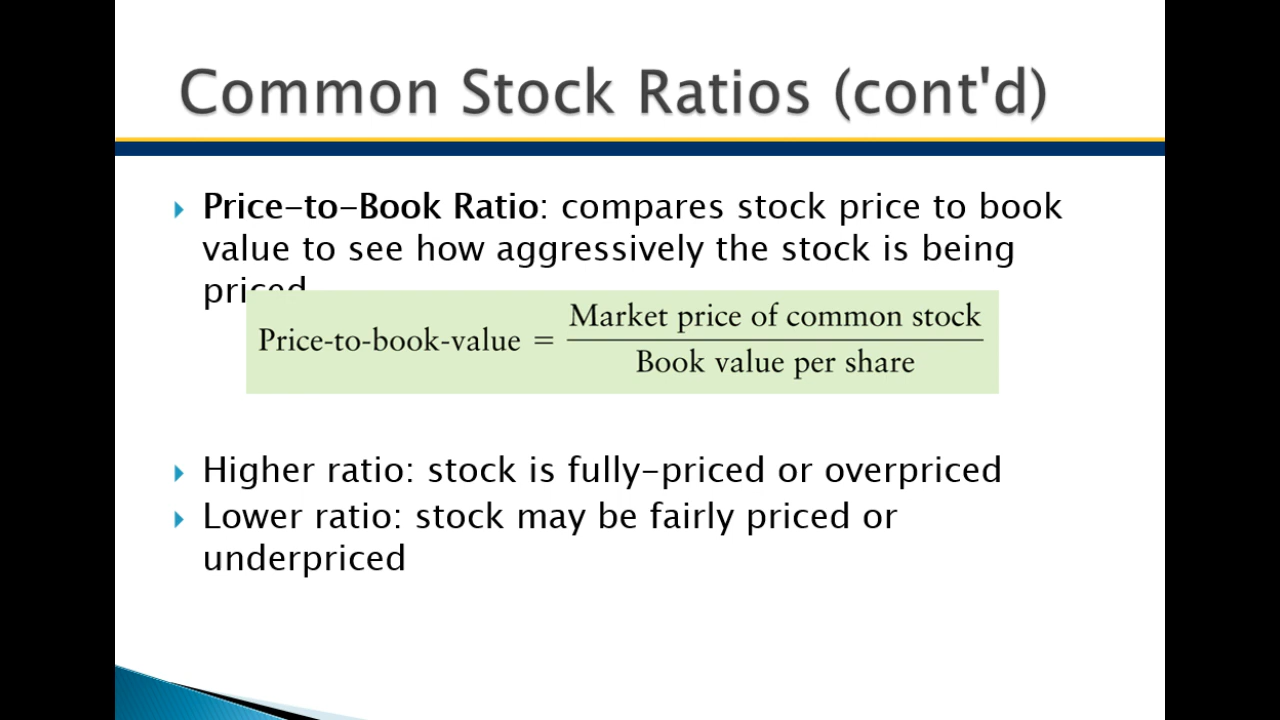 Common Stock Ratios (cont'd)
Price-to-Book Ratio: compares stock price to book
value to see how aggressively the stock is being
priced
Price-to-book-value = Market price of common stock
Book value per share
Higher ratio: stock is fully-priced or overpriced
Lower ratio: stock may be fairly priced or
underpriced